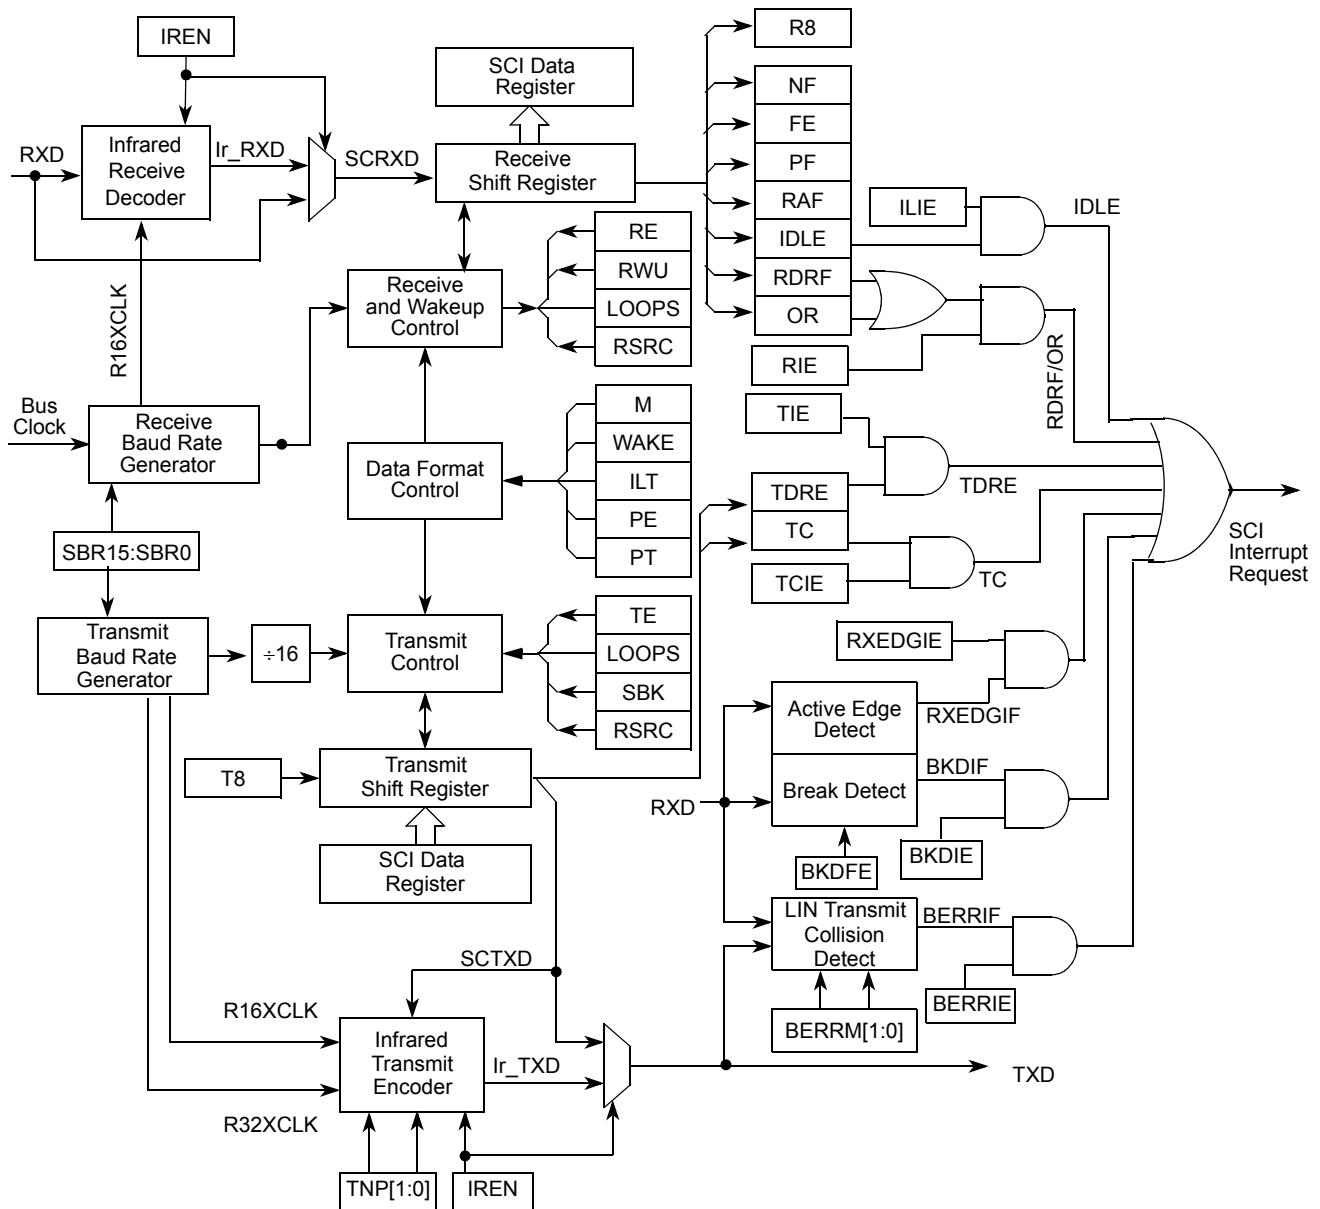 IREN
SCI Data
Register
R8
NF
FE
PF
RAF
IDLE
RDRF
OR
RXD
Infrared
Receive
Decoder
Ir_RXD
SCRXD
Receive
Shift Register
ILIE
IDLE
RE
RWU
LOOPS
RSRC
Receive
and Wakeup
Control
R16XCLK
RIE
RDRF/OR
Bus
Clock
Receive
Baud Rate
Generator
M
WAKE
ILT
PE
PT
Data Format
Control
TIE
TDRE
TC
TCIE
TDRE
TC
SCI
Interrupt
Request
SBR15:SBR0
Transmit
Baud Rate
Generator
÷16
Transmit
Control
TE
LOOPS
SBK
RSRC
RXEDGIE
Active Edge
Detect
RXEDGIF
Break Detect
BKDIF
RXD
BKDFE
BKDIE
T8
Transmit
Shift Register
SCI Data
Register
LIN Transmit
Collision
Detect
BERRIF
BERRIE
BERRM[1:0]
SCTXD
R16XCLK
Infrared
Transmit
Encoder
Ir_TXD
R32XCLK
TXD
TNP[1:0]
IREN